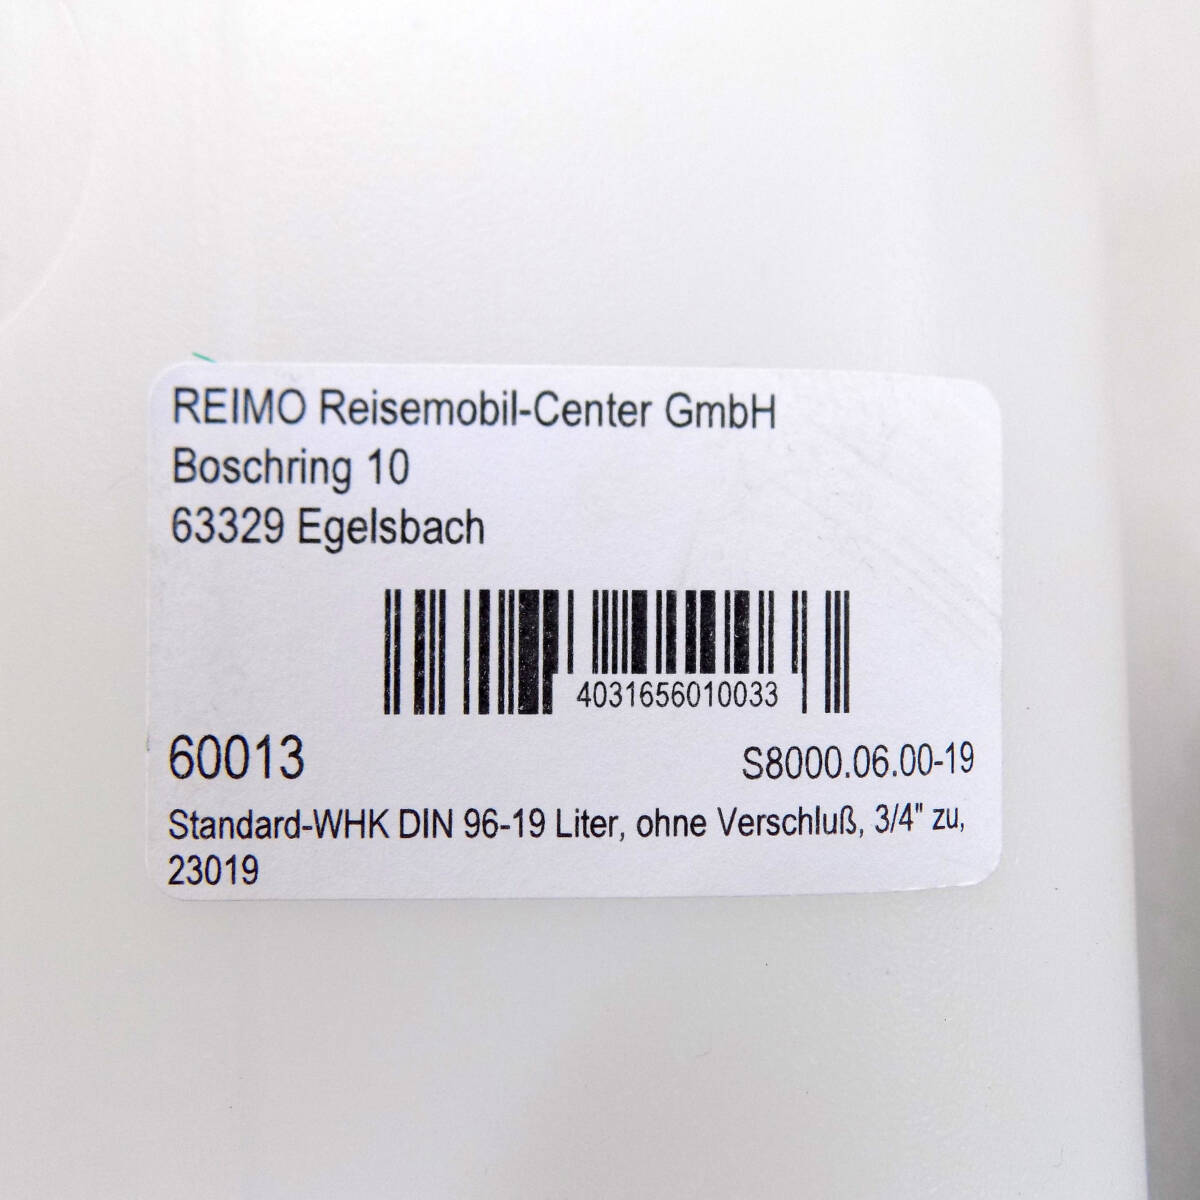 REIMO Reisemobil-Center GmbH
Boschring 10
63329 Egelsbach
4031656010033
60013
S8000.06.00-19
Standard-WHK DIN 96-19 Liter, ohne Verschluß, 3/4" zu,
23019